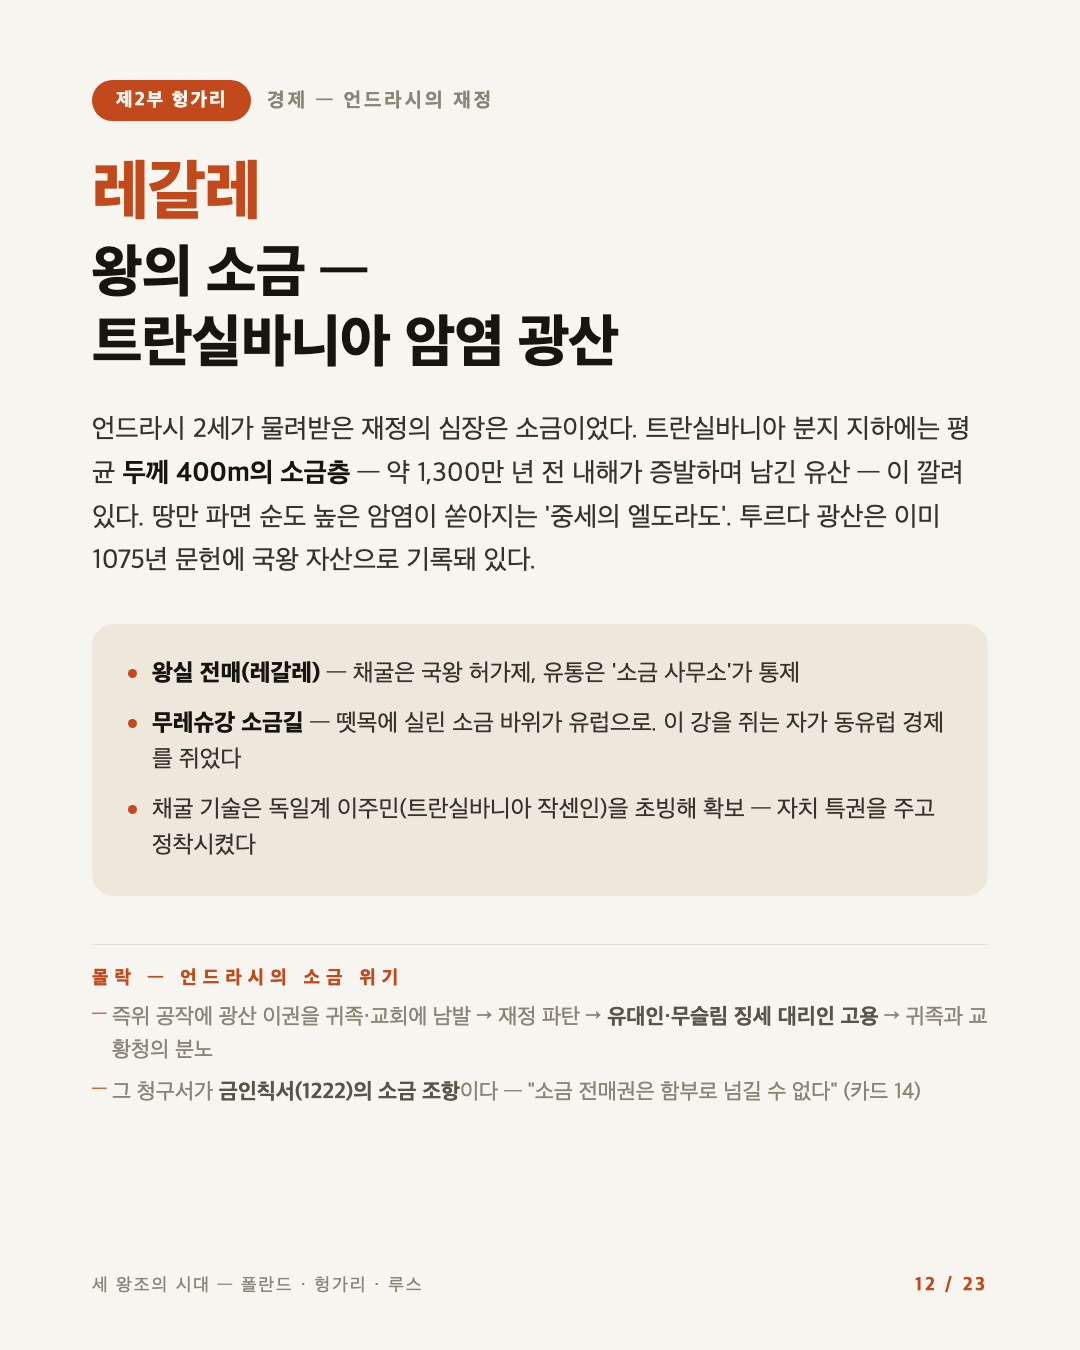 제2부 헝가리 경제 — 언드라시의 재정
레갈레
왕의 소금 —
트란실바니아 암염 광산
언드라시 2세가 물려받은 재정의 심장은 소금이었다. 트란실바니아 분지 지하에는 평
균 두께 400m의 소금층 — 약 1,300만 년 전 내해가 증발하며 남긴 유산 — 이 깔려
있다. 땅만 파면 순도 높은 암염이 쏟아지는 '중세의 엘도라도'. 투르다 광산은 이미
1075년 문헌에 국왕 자산으로 기록돼 있다.
• 왕실 전매(레갈레) — 채굴은 국왕 허가제, 유통은 '소금 사무소'가 통제
• 무레슈강 소금길 — 뗏목에 실린 소금 바위가 유럽으로. 이 강을 쥐는 자가 동유럽 경제
를 쥐었다
• 채굴 기술은 독일계 이주민(트란실바니아 작센인)을 초빙해 확보 — 자치 특권을 주고
정착시켰다
몰락 — 언드라시의 소금 위기
— 즉위 공작에 광산 이권을 귀족·교회에 남발 → 재정 파탄 → 유대인·무슬림 징세 대리인 고용 → 귀족과 교
황청의 분노
— 그 청구서가 금인칙서(1222)의 소금 조항이다 — "소금 전매권은 함부로 넘길 수 없다" (카드 14)
세 왕조의 시대 — 폴란드 · 헝가리 · 루스
12 / 23